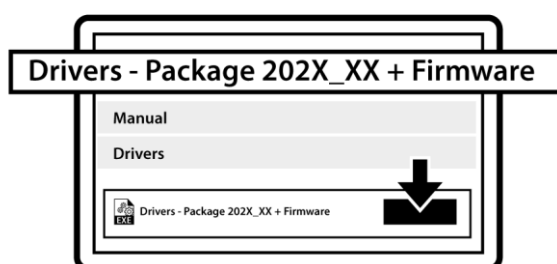 Drivers - Package 202X_XX + Firmware
Manual
Drivers
EXE Drivers - Package 202X_XX + Firmware